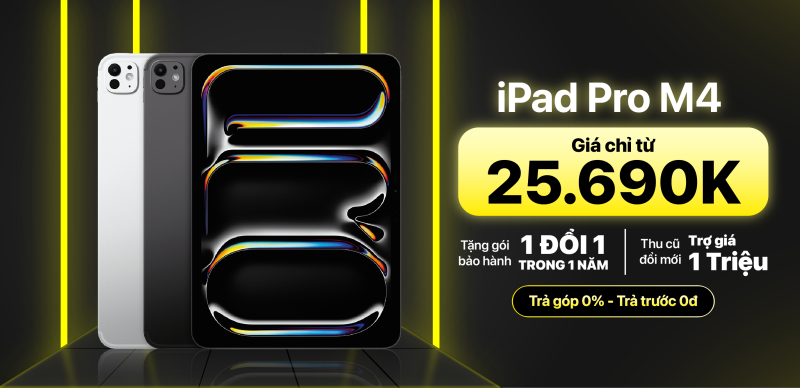 iPad Pro M4
Giá chỉ từ
25.690K
Tặng gói
bảo hành
1 ĐỔI 1
TRONG 1 NĂM
Thu cũ
đổi mới
Trợ giá
1 Triệu
Trả góp 0% - Trả trước 0đ